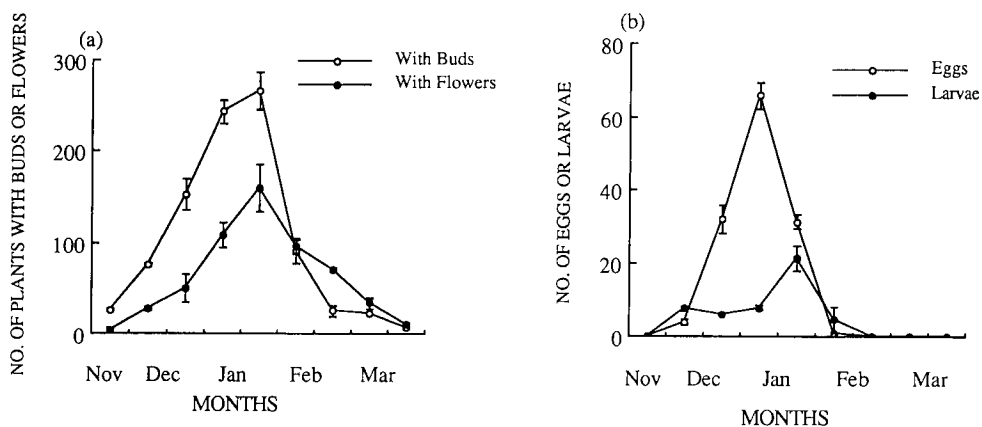 (a)
NO. OF PLANTS WITH BUDS OR FLOWERS
300
200
100
0
With Buds
With Flowers
Nov Dec Jan Feb Mar
MONTHS
(b)
NO. OF EGGS OR LARVAE
80
60
40
20
0
Eggs
Larvae
Nov Dec Jan Feb Mar
MONTHS